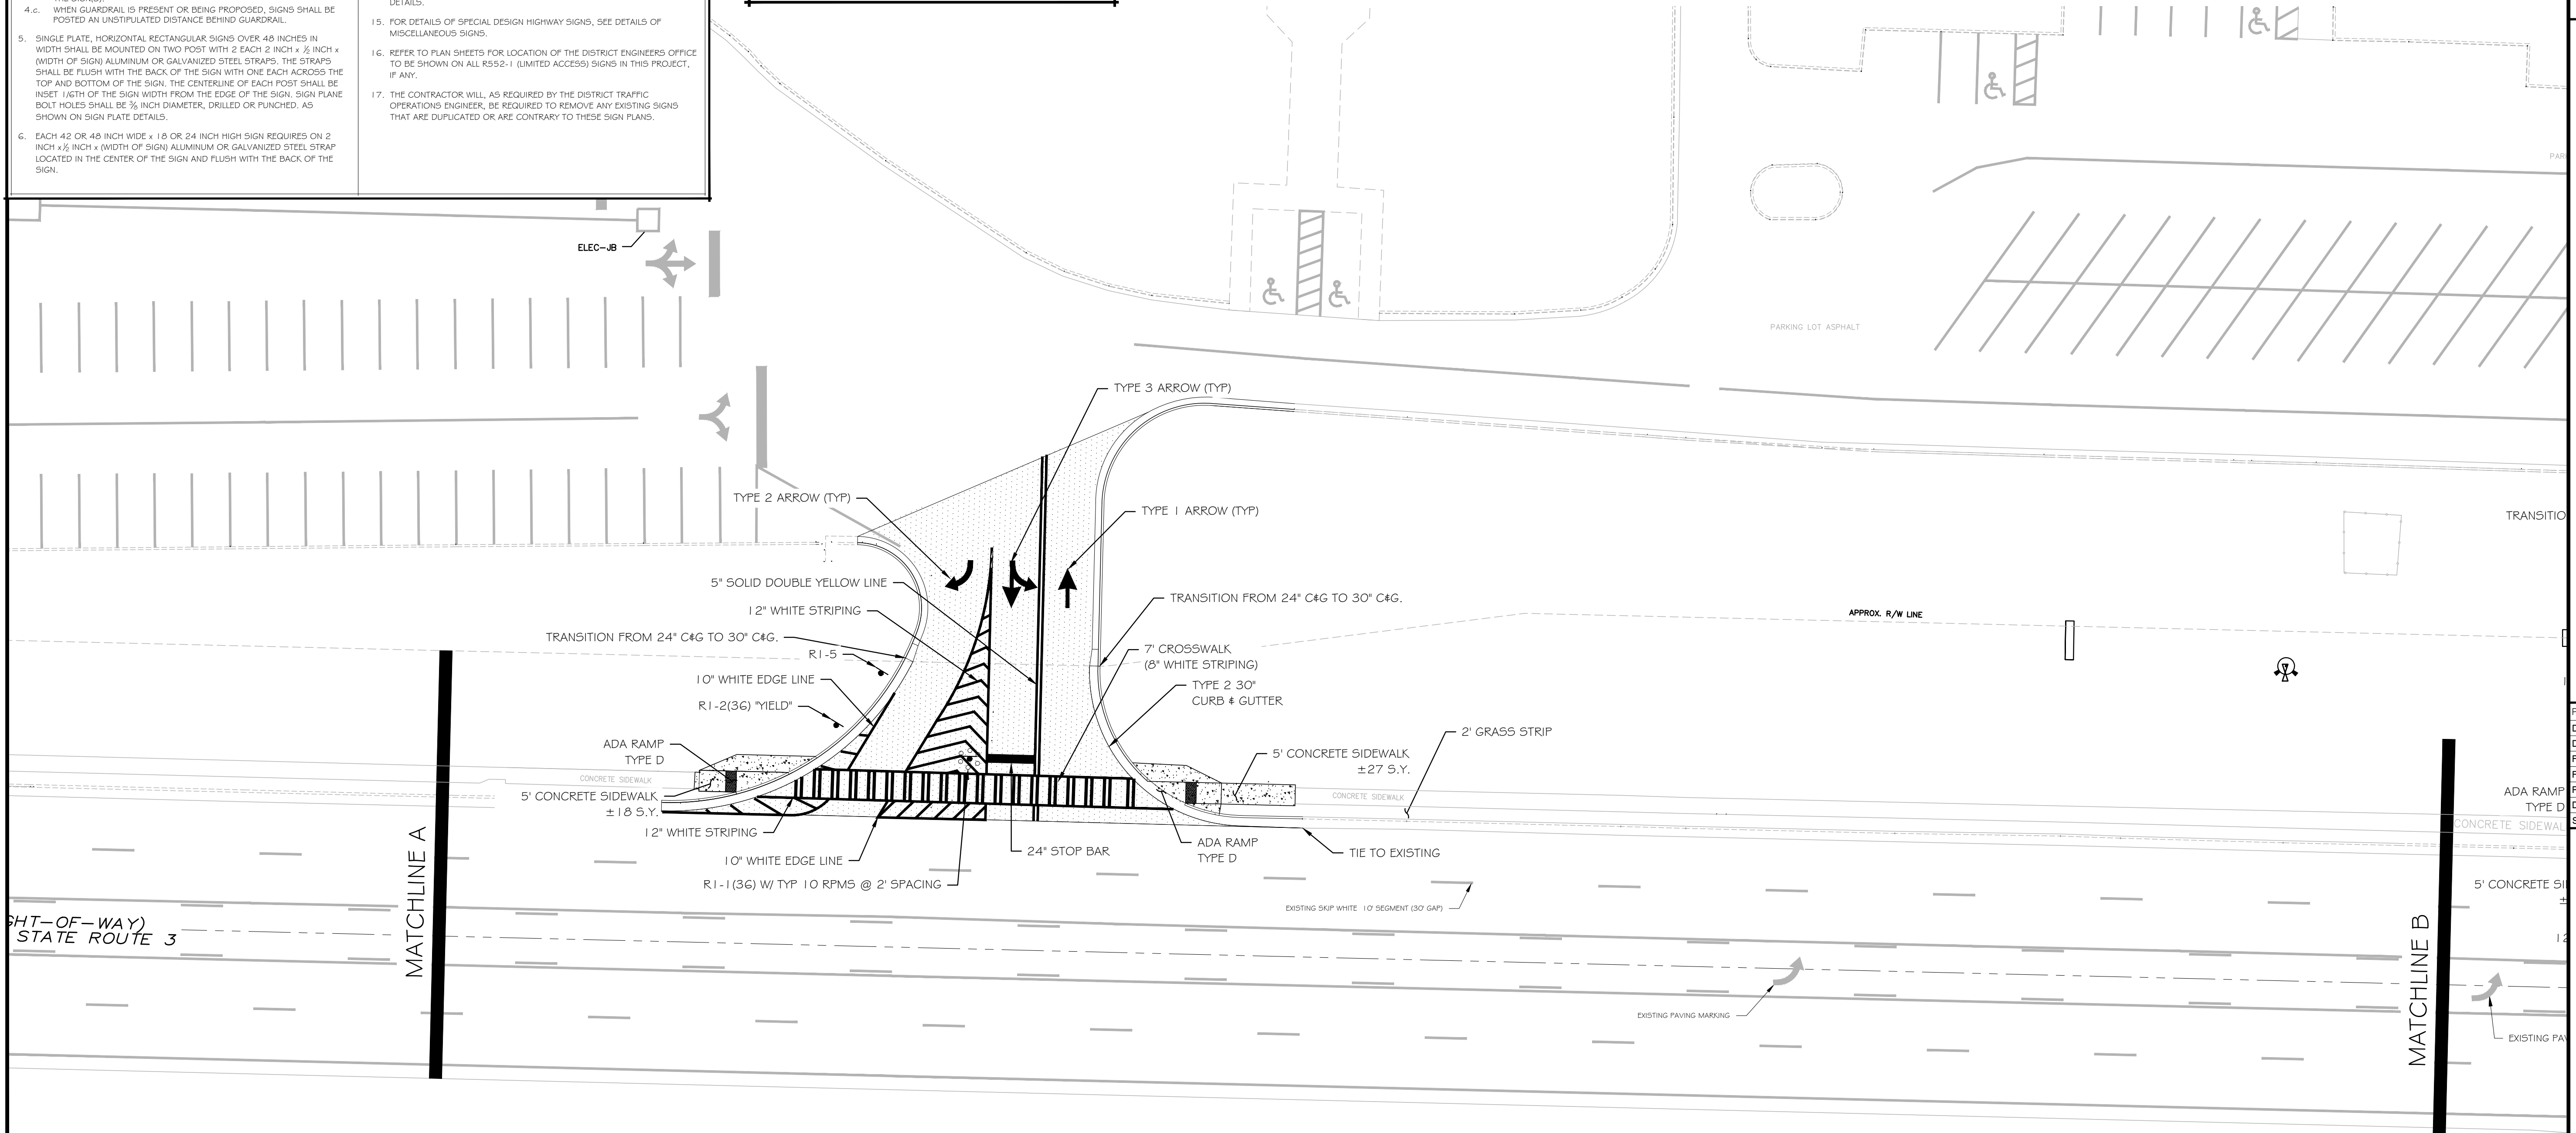 4.c. WHEN GUARDRAIL IS PRESENT OR BEING PROPOSED, SIGNS SHALL BE
POSTED AN UNSTIPULATED DISTANCE BEHIND GUARDRAIL.
5. SINGLE PLATE, HORIZONTAL RECTANGULAR SIGNS OVER 48 INCHES IN
WIDTH SHALL BE MOUNTED ON TWO POST WITH 2 EACH 2 INCH x ½ INCH x
(WIDTH OF SIGN) ALUMINUM OR GALVANIZED STEEL STRAPS. THE STRAPS
SHALL BE FLUSH WITH THE BACK OF THE SIGN WITH ONE EACH ACROSS THE
TOP AND BOTTOM OF THE SIGN. THE CENTERLINE OF EACH POST SHALL BE
INSET 1/6TH OF THE SIGN WIDTH FROM THE EDGE OF THE SIGN. SIGN PLANE
BOLT HOLES SHALL BE ⅜ INCH DIAMETER, DRILLED OR PUNCHED. AS
SHOWN ON SIGN PLATE DETAILS.
6. EACH 42 OR 48 INCH WIDE x 18 OR 24 INCH HIGH SIGN REQUIRES ON 2
INCH x ½ INCH x (WIDTH OF SIGN) ALUMINUM OR GALVANIZED STEEL STRAP
LOCATED IN THE CENTER OF THE SIGN AND FLUSH WITH THE BACK OF THE
SIGN.
DETAILS.
15. FOR DETAILS OF SPECIAL DESIGN HIGHWAY SIGNS, SEE DETAILS OF
MISCELLANEOUS SIGNS.
16. REFER TO PLAN SHEETS FOR LOCATION OF THE DISTRICT ENGINEERS OFFICE
TO BE SHOWN ON ALL R552-1 (LIMITED ACCESS) SIGNS IN THIS PROJECT,
IF ANY.
17. THE CONTRACTOR WILL, AS REQUIRED BY THE DISTRICT TRAFFIC
OPERATIONS ENGINEER, BE REQUIRED TO REMOVE ANY EXISTING SIGNS
THAT ARE DUPLICATED OR ARE CONTRARY TO THESE SIGN PLANS.
ELEC-JB
PARKING LOT ASPHALT
PAR
TYPE 3 ARROW (TYP)
TYPE 2 ARROW (TYP)
TYPE 1 ARROW (TYP)
TRANSITIO
5" SOLID DOUBLE YELLOW LINE
12" WHITE STRIPING
TRANSITION FROM 24" C&G TO 30" C&G.
TRANSITION FROM 24" C&G TO 30" C&G.
APPROX. R/W LINE
R1-5
7' CROSSWALK
(8" WHITE STRIPING)
10" WHITE EDGE LINE
TYPE 2 30"
CURB & GUTTER
R1-2(36) "YIELD"
2' GRASS STRIP
ADA RAMP
TYPE D
5' CONCRETE SIDEWALK
±27 S.Y.
CONCRETE SIDEWALK
5' CONCRETE SIDEWALK
±18 S.Y.
CONCRETE SIDEWALK
ADA RAMP
TYPE D
CONCRETE SIDEWAL
12" WHITE STRIPING
10" WHITE EDGE LINE
24" STOP BAR
ADA RAMP
TYPE D
TIE TO EXISTING
R1-1(36) W/ TYP 10 RPMS @ 2' SPACING
5' CONCRETE SI
EXISTING SKIP WHITE 10' SEGMENT (30' GAP)
12
GHT-OF-WAY)
STATE ROUTE 3
MATCHLINE A
MATCHLINE B
EXISTING PAVING MARKING
EXISTING PAV